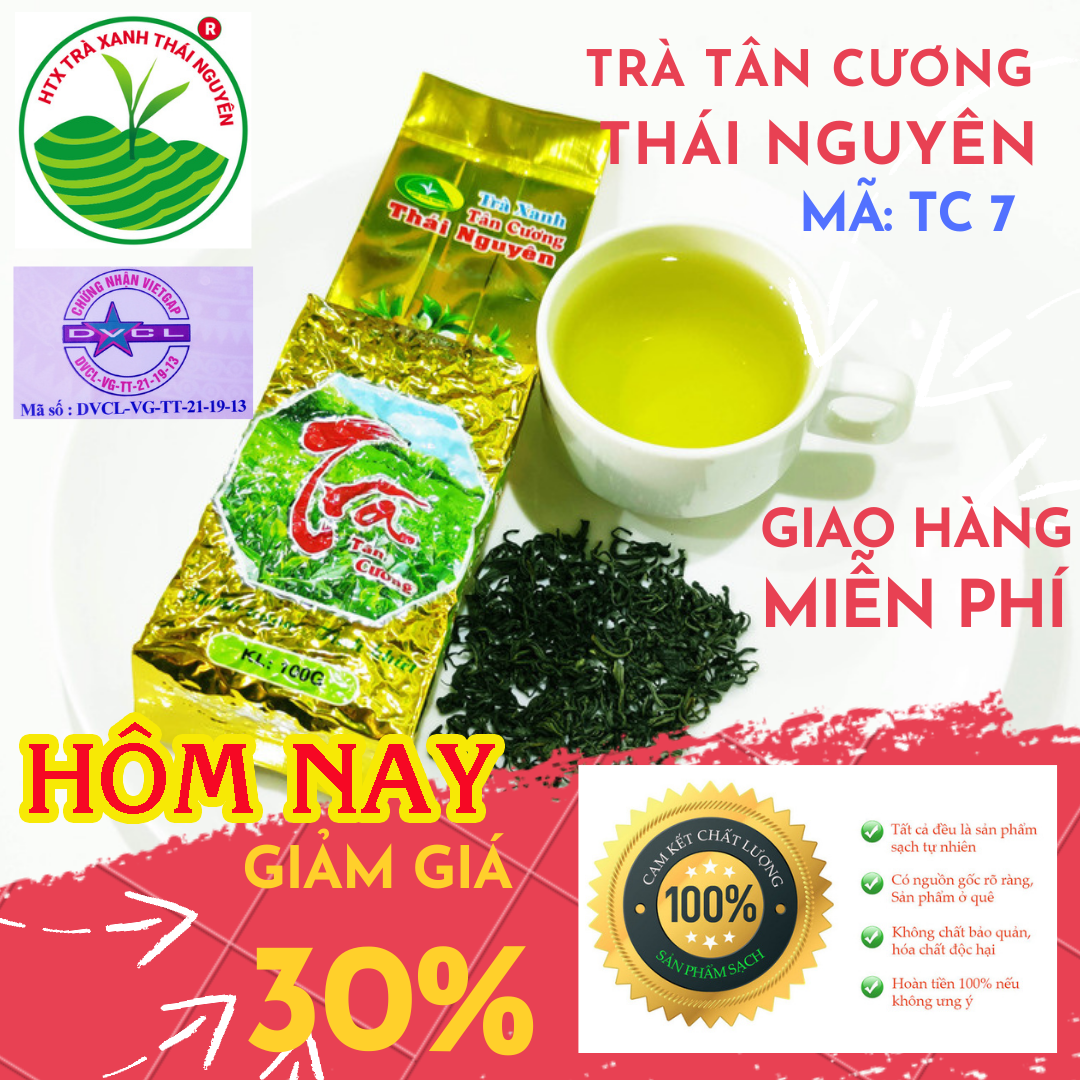 HTX TRÀ XANH THÁI NGUYÊN
R
TRÀ TÂN CƯƠNG
THÁI NGUYÊN
MÃ: TC 7
CHỨNG NHẬN VIETGAP
DVCL
DVCL-VG-TT-21-19-13
Mã số : DVCL-VG-TT-21-19-13
Trà Xanh
Tân Cương
Thái Nguyên
Trà
Tân
Cương
KL: 100G
GIAO HÀNG
MIỄN PHÍ
HÔM NAY
GIẢM GIÁ
30%
CAM KẾT CHẤT LƯỢNG
100%
SẢN PHẨM SẠCH
Tất cả đều là sản phẩm
sạch tự nhiên
Có nguồn gốc rõ ràng,
Sản phẩm ở quê
Không chất bảo quản,
hóa chất độc hại
Hoàn tiền 100% nếu
không ưng ý